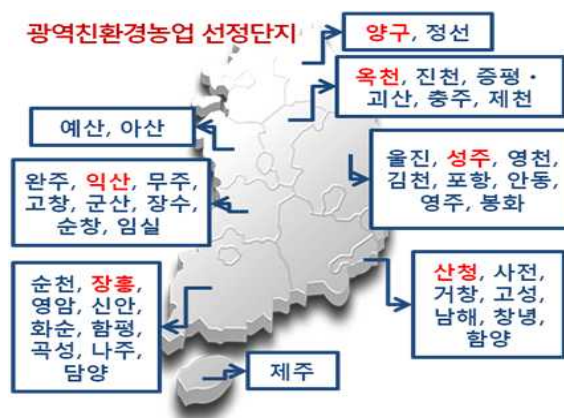 광역친환경농업 선정단지
양구, 정선
옥천, 진천, 증평·
괴산, 충주, 제천
예산, 아산
울진, 성주, 영천,
김천, 포항, 안동,
영주, 봉화
완주, 익산, 무주,
고창, 군산, 장수,
순창, 임실
순천, 장흥,
영암, 신안,
화순, 함평,
곡성, 나주,
담양
산청, 사전,
거창, 고성,
남해, 창녕,
함양
제주